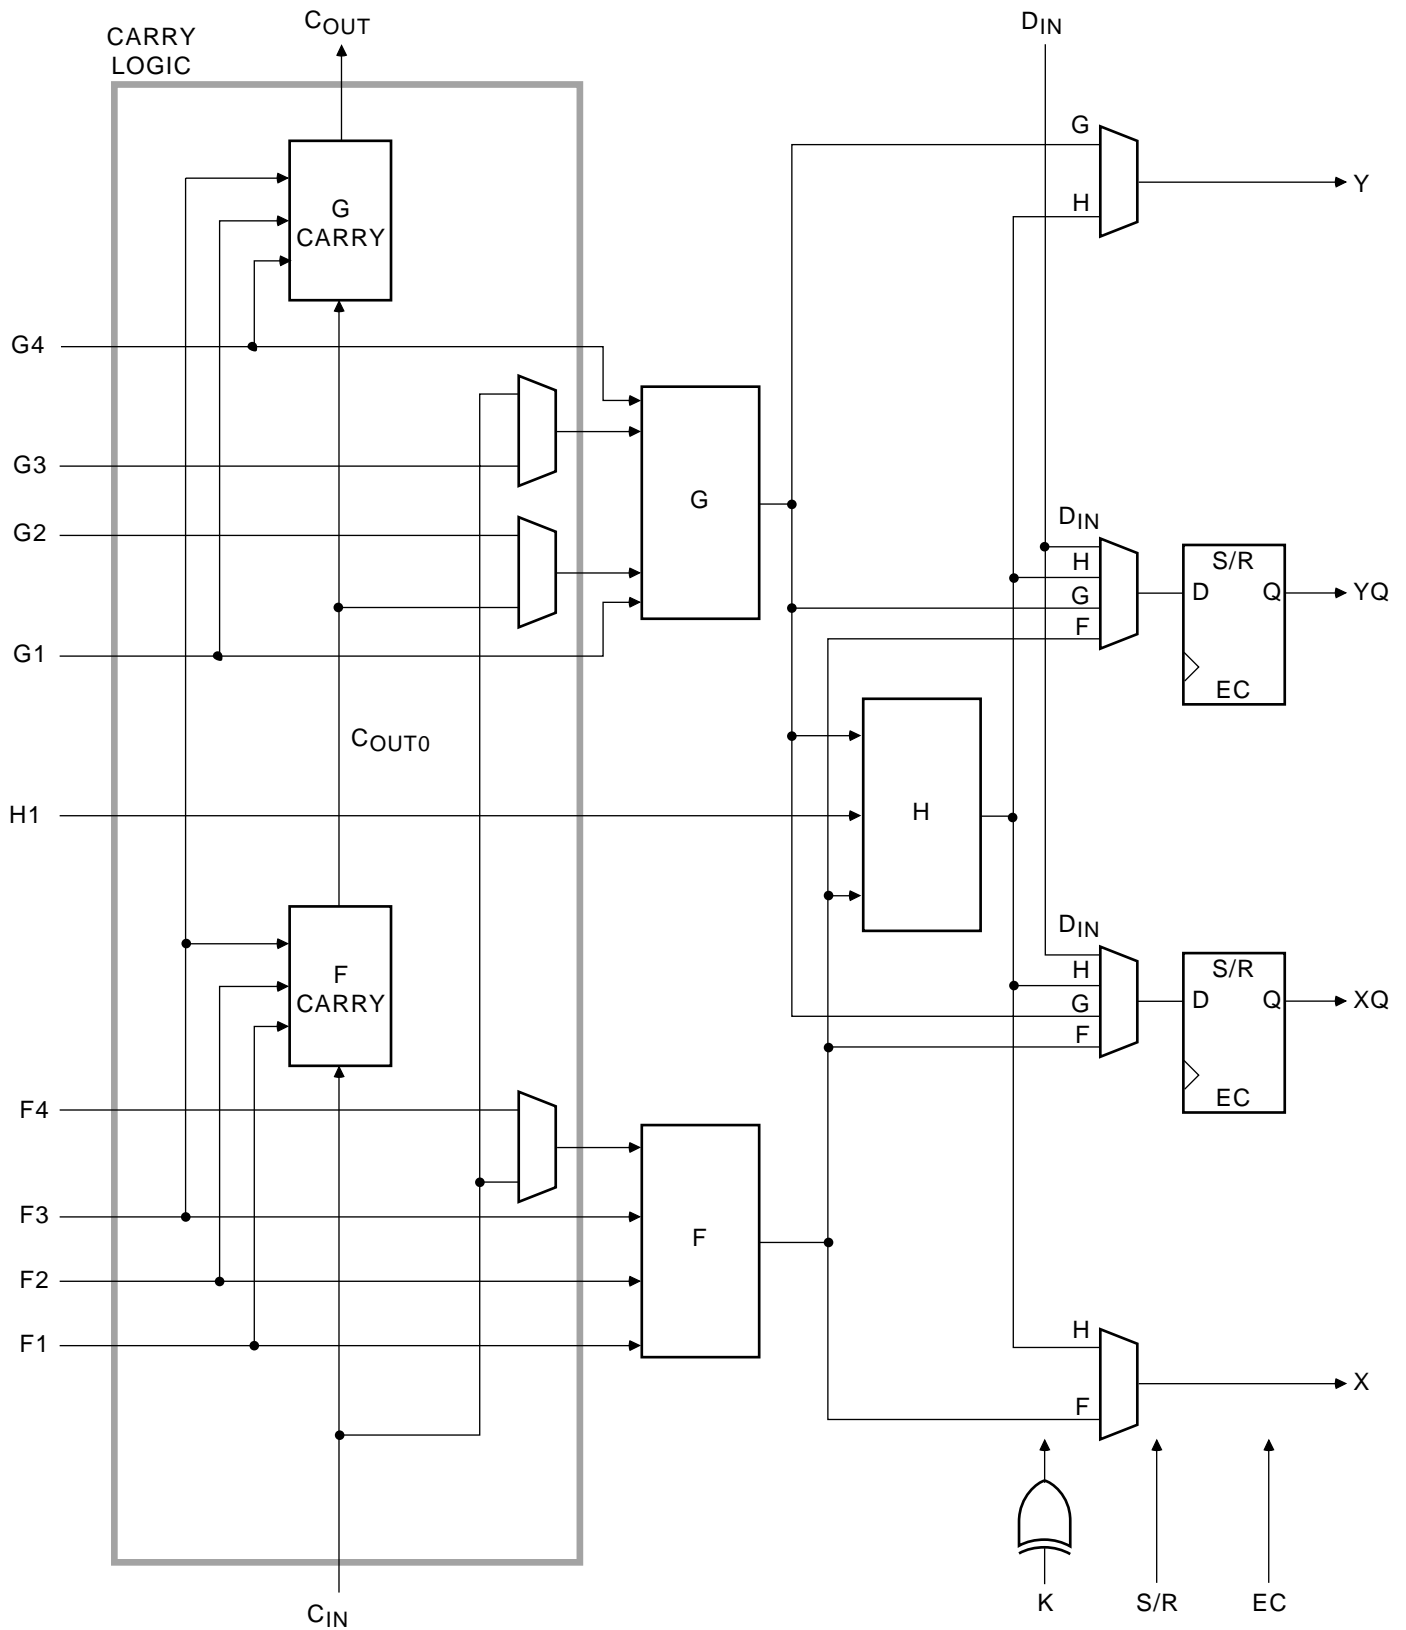 COUT
DIN
CARRY
LOGIC
G
Y
G
CARRY
H
G4
G3
G
G2
DIN
H
S/R
D
Q
YQ
G
F
G1
EC
COUT0
H1
H
DIN
H
S/R
F
CARRY
D
Q
XQ
G
F
F4
EC
F3
F
F2
F1
H
X
F
K
S/R
EC
CIN